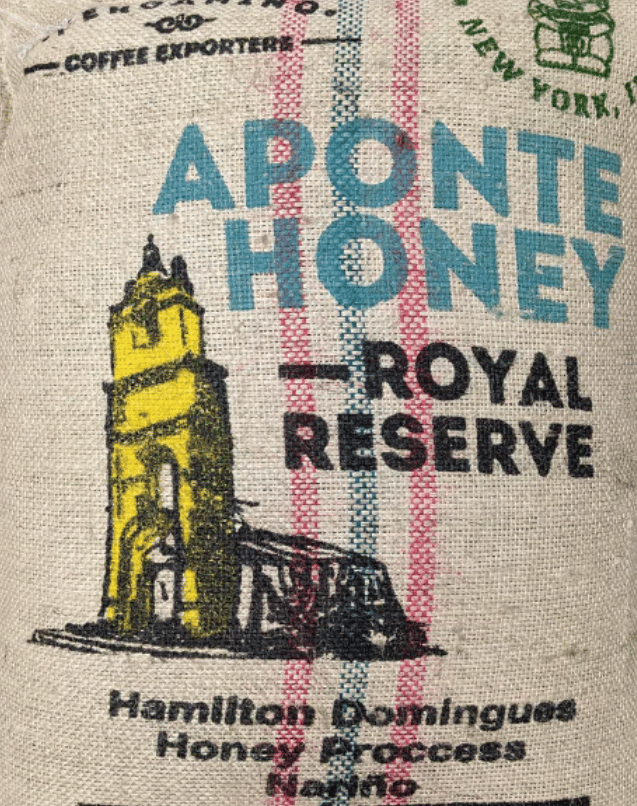 COFFEE EXPORTERS
NEW YORK,
APONTE
HONEY
—ROYAL
RESERVE
Hamilton Domingues
Honey Proccess
Nariño